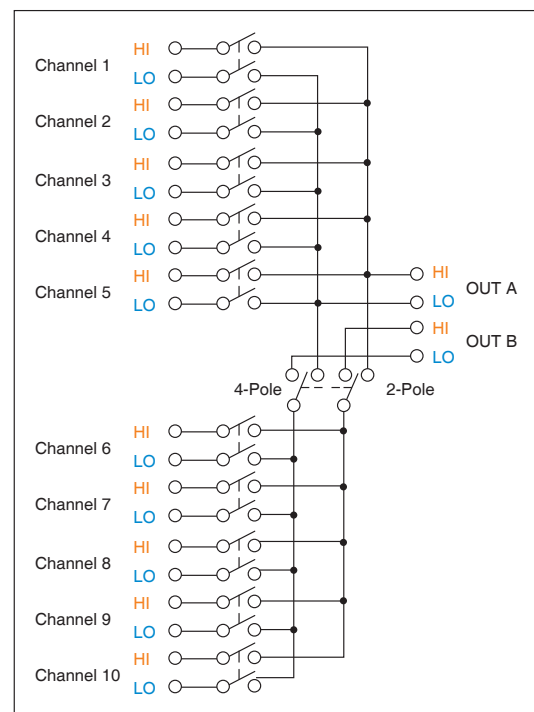 HI
Channel 1
LO
HI
Channel 2
LO
HI
Channel 3
LO
HI
Channel 4
LO
HI
Channel 5
LO
HI
OUT A
LO
HI
OUT B
LO
4-Pole
2-Pole
HI
Channel 6
LO
HI
Channel 7
LO
HI
Channel 8
LO
HI
Channel 9
LO
HI
Channel 10
LO